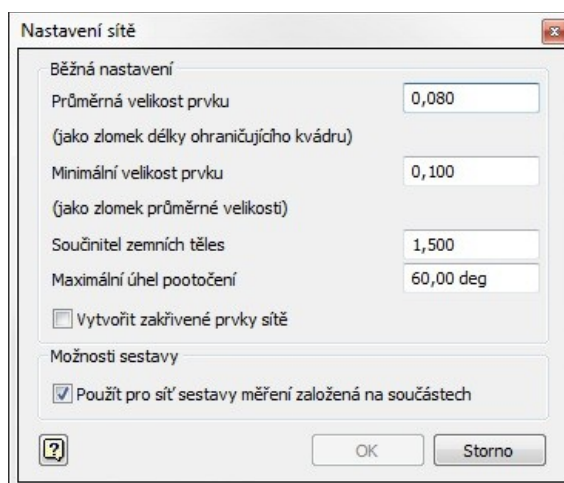 Nastavení sítě
Běžná nastavení
Průměrná velikost prvku 0,080
(jako zlomek délky ohraničujícího kvádru)
Minimální velikost prvku 0,100
(jako zlomek průměrné velikosti)
Součinitel zemních těles 1,500
Maximální úhel pootočení 60,00 deg
Vytvořit zakřivené prvky sítě
Možnosti sestavy
Použít pro síť sestavy měření založená na součástech
OK Storno